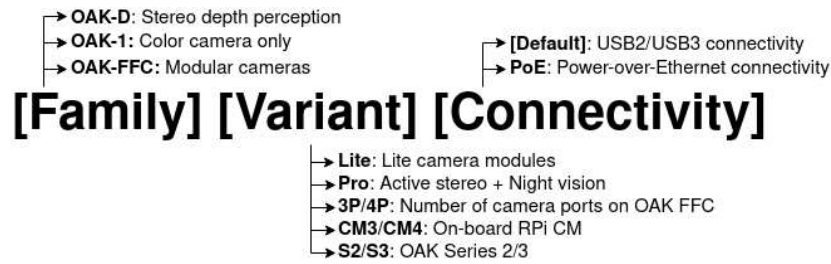 OAK-D: Stereo depth perception
OAK-1: Color camera only
OAK-FFC: Modular cameras
[Default]: USB2/USB3 connectivity
PoE: Power-over-Ethernet connectivity
[Family] [Variant] [Connectivity]
Lite: Lite camera modules
Pro: Active stereo + Night vision
3P/4P: Number of camera ports on OAK FFC
CM3/CM4: On-board RPi CM
S2/S3: OAK Series 2/3